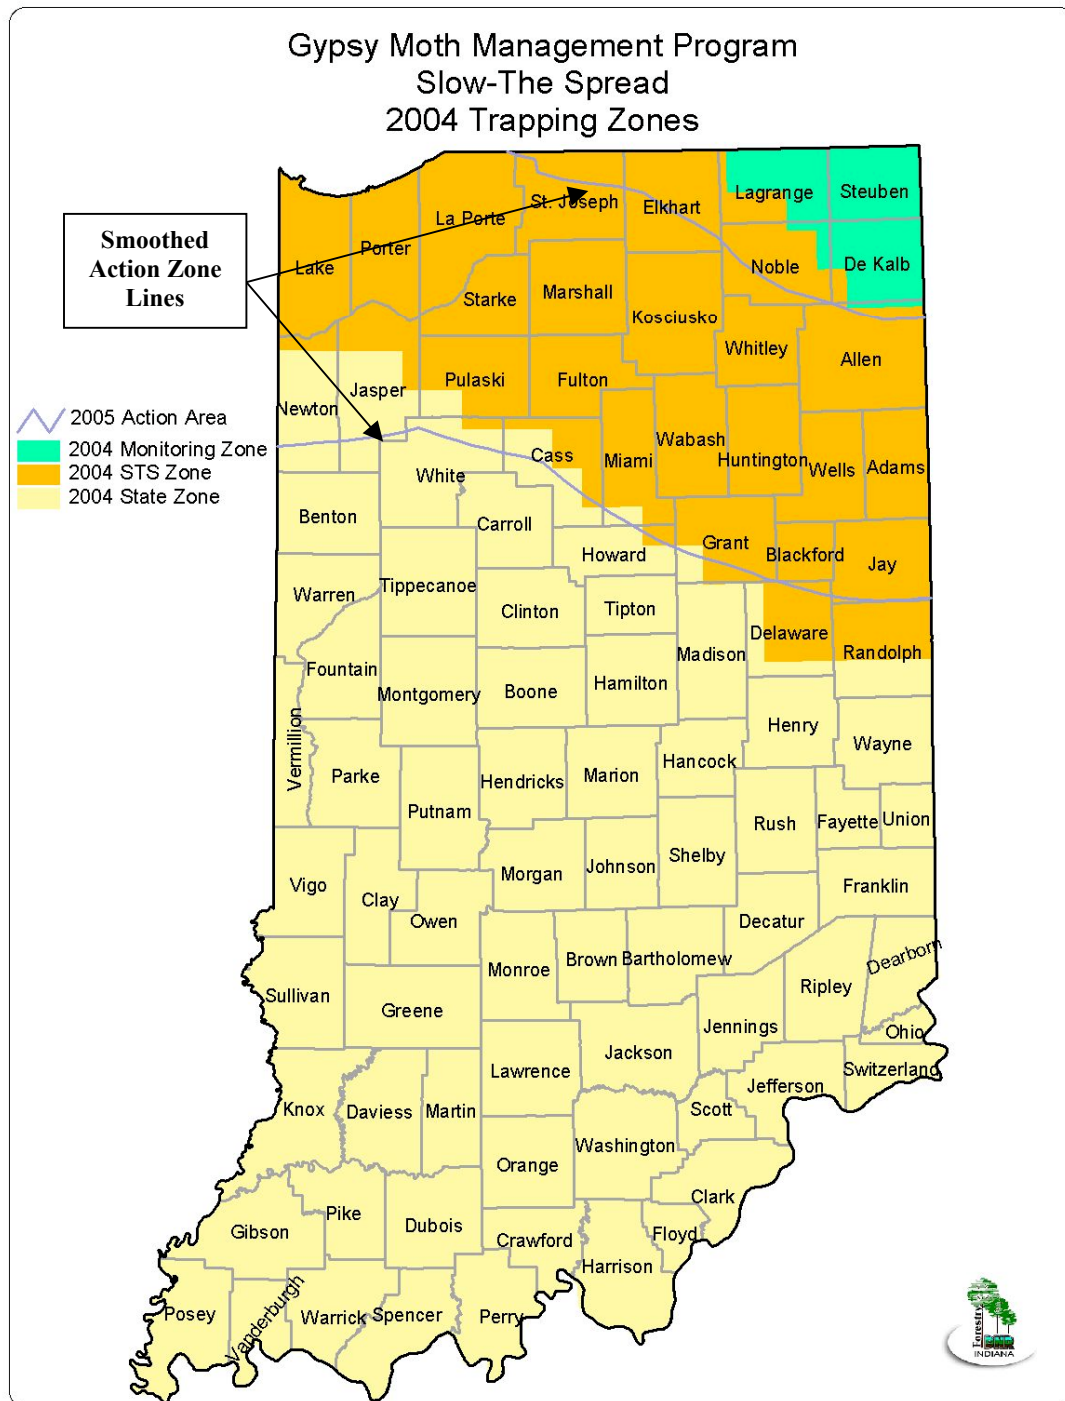 Gypsy Moth Management Program
Slow-The Spread
2004 Trapping Zones
Smoothed
Action Zone
Lines
2005 Action Area
2004 Monitoring Zone
2004 STS Zone
2004 State Zone
Lake
Porter
La Porte
St. Joseph
Elkhart
Lagrange
Steuben
Noble
De Kalb
Starke
Marshall
Kosciusko
Whitley
Allen
Newton
Jasper
Pulaski
Fulton
Cass
Miami
Wabash
Huntington
Wells
Adams
White
Benton
Carroll
Howard
Grant
Blackford
Jay
Warren
Tippecanoe
Clinton
Tipton
Madison
Delaware
Randolph
Fountain
Montgomery
Boone
Hamilton
Henry
Wayne
Vermillion
Parke
Putnam
Hendricks
Marion
Hancock
Rush
Fayette
Union
Vigo
Clay
Owen
Morgan
Johnson
Shelby
Decatur
Franklin
Sullivan
Greene
Monroe
Brown
Bartholomew
Jennings
Ripley
Dearborn
Ohio
Switzerland
Knox
Daviess
Martin
Lawrence
Jackson
Scott
Jefferson
Orange
Washington
Clark
Gibson
Pike
Dubois
Crawford
Harrison
Floyd
Posey
Vanderburgh
Warrick
Spencer
Perry
Forestry
DNR
INDIANA